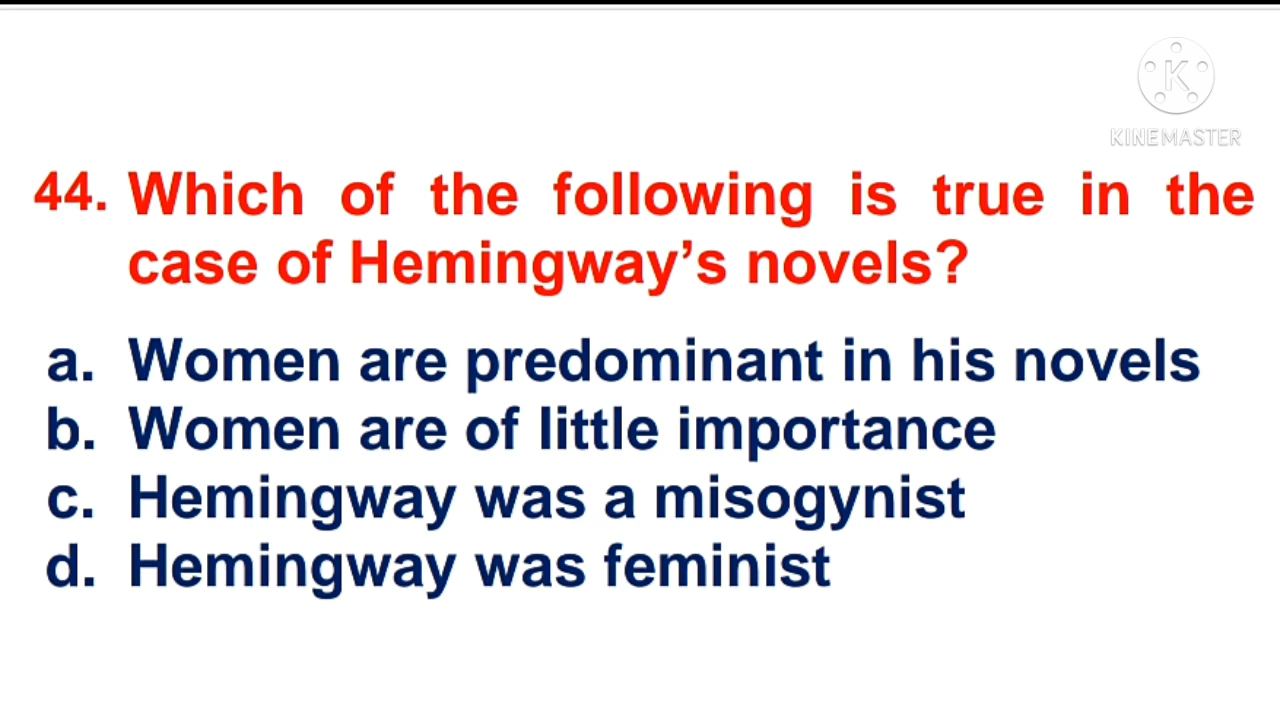 KINEMASTER
44. Which of the following is true in the
case of Hemingway’s novels?
a. Women are predominant in his novels
b. Women are of little importance
c. Hemingway was a misogynist
d. Hemingway was feminist